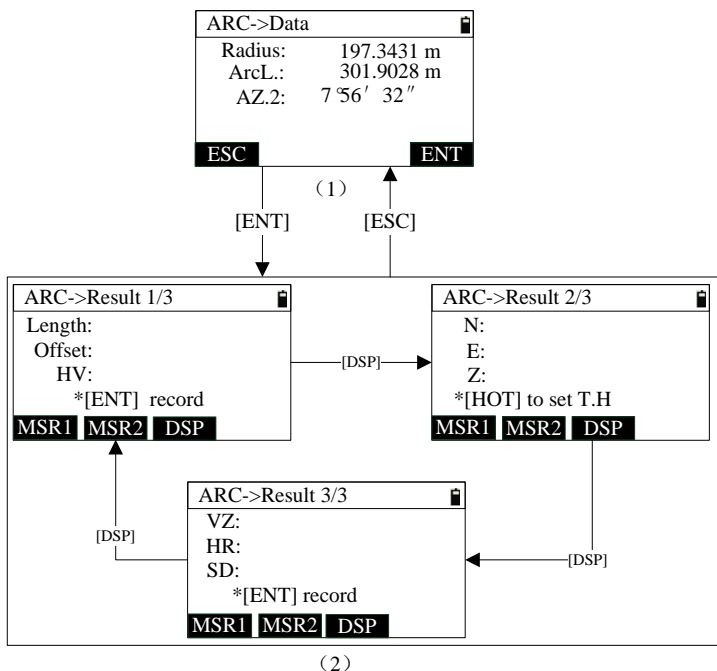 ARC->Data
Radius: 197.3431 m
ArcL.: 301.9028 m
AZ.2: 7°56′ 32″
ESC ENT
（1）
[ENT] [ESC]
ARC->Result 1/3
Length:
Offset:
HV:
*[ENT] record
MSR1 MSR2 DSP
[DSP]
ARC->Result 2/3
N:
E:
Z:
*[HOT] to set T.H
MSR1 MSR2 DSP
[DSP]
ARC->Result 3/3
VZ:
HR:
SD:
*[ENT] record
MSR1 MSR2 DSP
[DSP]
（2）